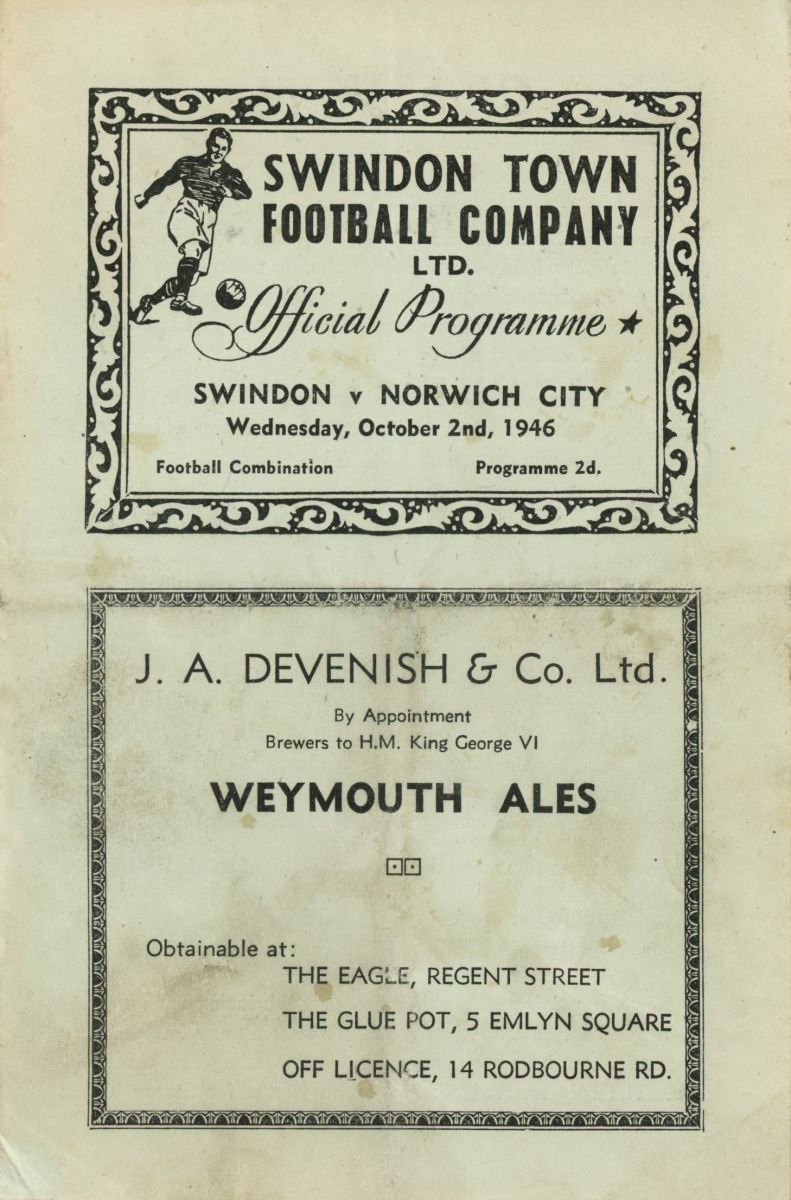 SWINDON TOWN
FOOTBALL COMPANY
LTD.
Official Programme ★
SWINDON v NORWICH CITY
Wednesday, October 2nd, 1946
Football Combination Programme 2d.
J. A. DEVENISH & Co. Ltd.
By Appointment
Brewers to H.M. King George VI
WEYMOUTH ALES
Obtainable at:
THE EAGLE, REGENT STREET
THE GLUE POT, 5 EMLYN SQUARE
OFF LICENCE, 14 RODBOURNE RD.